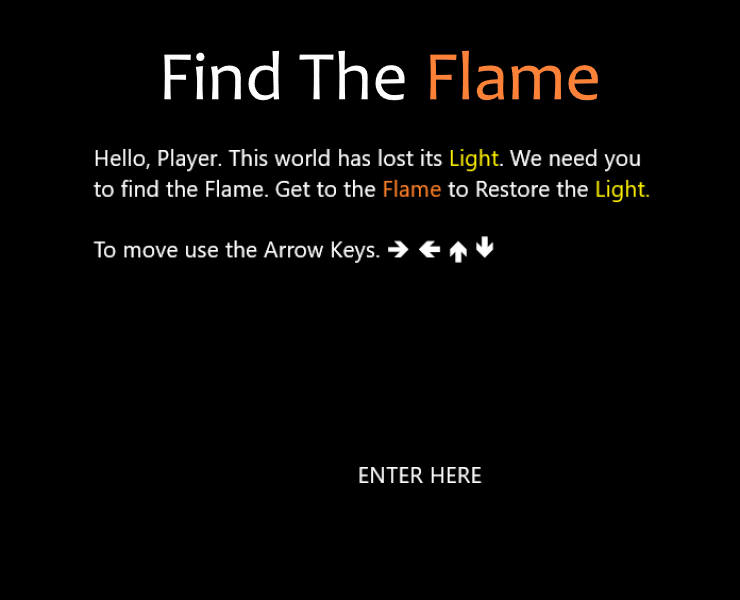 Find The Flame
Hello, Player. This world has lost its Light. We need you
to find the Flame. Get to the Flame to Restore the Light.
To move use the Arrow Keys. 🡪 🡨 🡩 🡫
ENTER HERE